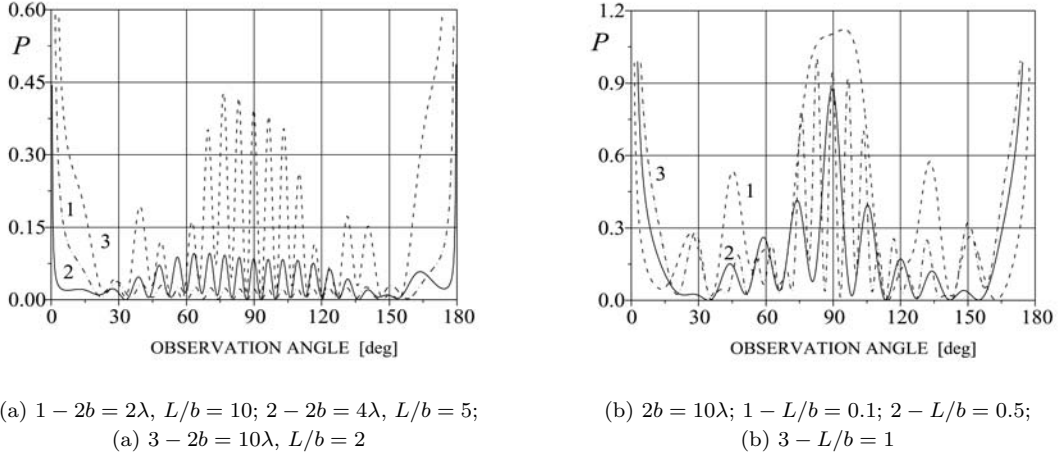 0.60
P
0.45
0.30
0.15
0.00
1
2
3
0 30 60 90 120 150 180
OBSERVATION ANGLE [deg]
1.2
P
0.9
0.6
0.3
0.0
3
1
2
0 30 60 90 120 150 180
OBSERVATION ANGLE [deg]
(a) 1 − 2b = 2λ, L/b = 10; 2 − 2b = 4λ, L/b = 5;
(a) 3 − 2b = 10λ, L/b = 2
(b) 2b = 10λ; 1 − L/b = 0.1; 2 − L/b = 0.5;
(b) 3 − L/b = 1